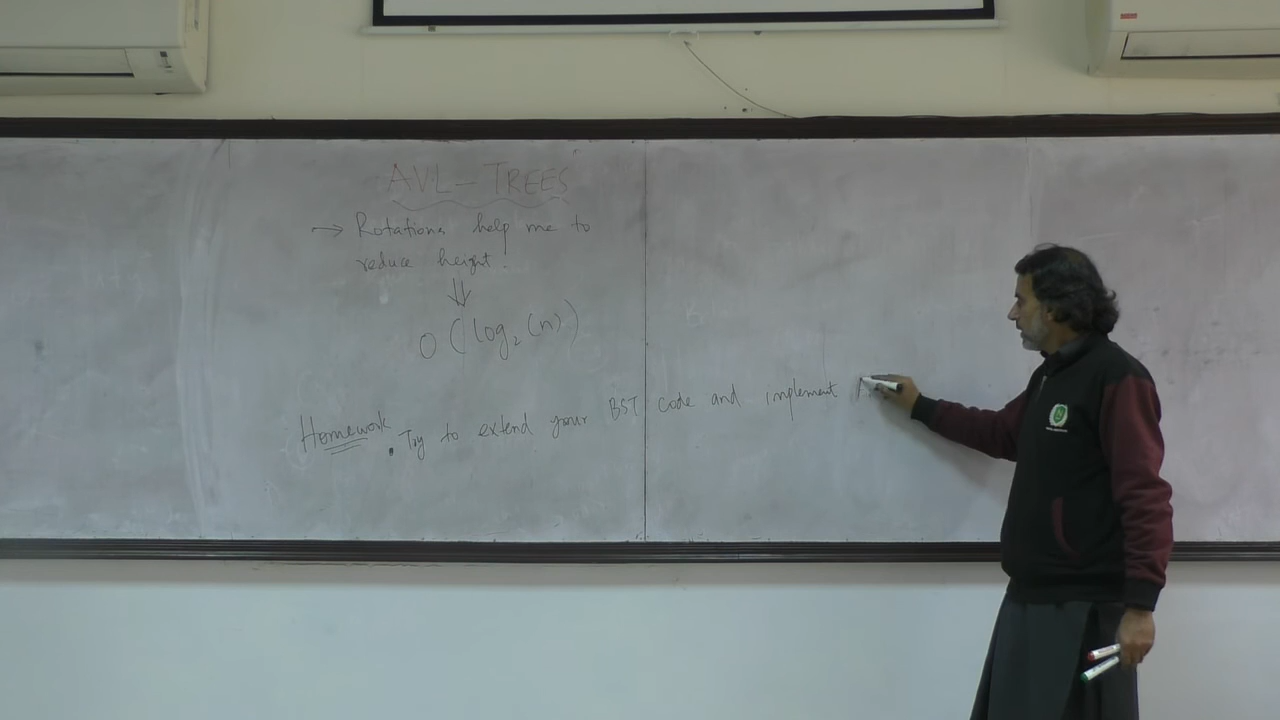 AVL-TREES
→ Rotations help me to
reduce height.
⇓
O(log₂(n))
Homework
. Try to extend your BST code and implement A